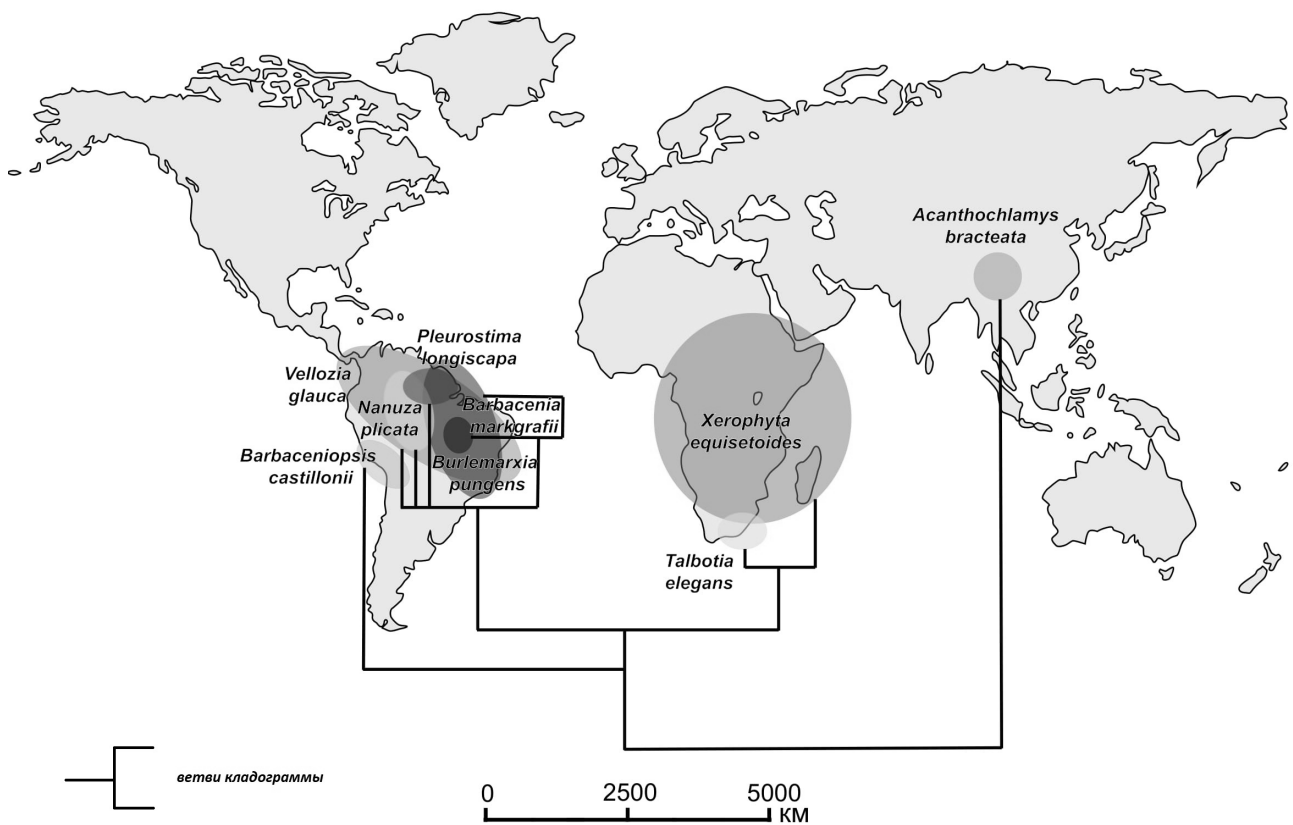 Acanthochlamys
bracteata
Pleurostima
longiscapa
Vellozia
glauca
Nanuza
plicata
Barbacenia
markgrafii
Barbaceniopsis
castillonii
Burlemarxia
pungens
Xerophyta
equisetoides
Talbotia
elegans
ветви кладограммы
0 2500 5000
КМ